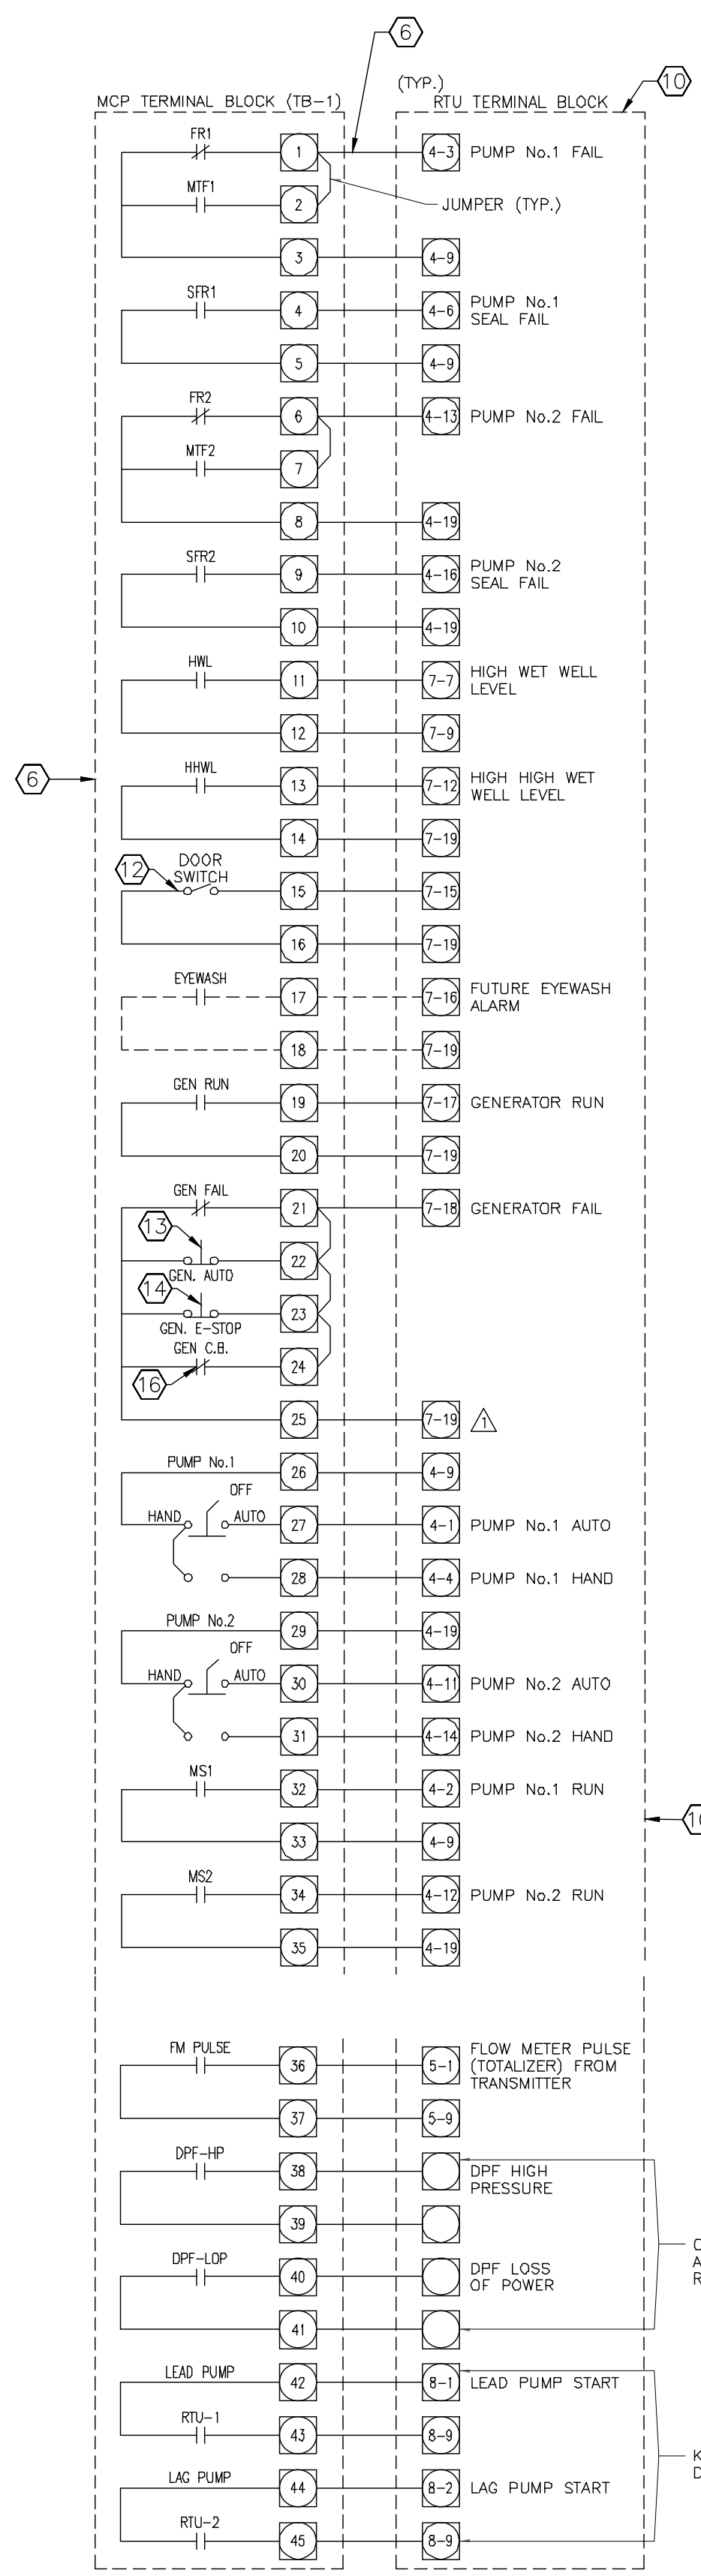 6
(TYP.)
10
MCP TERMINAL BLOCK (TB-1)
RTU TERMINAL BLOCK
FR1
1
4-3
PUMP No.1 FAIL
MTF1
2
JUMPER (TYP.)
3
4-9
SFR1
4
4-6
PUMP No.1
SEAL FAIL
5
4-9
FR2
6
4-13
PUMP No.2 FAIL
MTF2
7
8
4-19
SFR2
9
4-16
PUMP No.2
SEAL FAIL
10
4-19
HWL
11
7-7
HIGH WET WELL
LEVEL
12
7-9
6
HHWL
13
7-12
HIGH HIGH WET
WELL LEVEL
14
7-19
12
DOOR
SWITCH
15
7-15
16
7-19
EYEWASH
17
7-16
FUTURE EYEWASH
ALARM
18
7-19
GEN RUN
19
7-17
GENERATOR RUN
20
7-19
GEN FAIL
21
7-18
GENERATOR FAIL
13
22
GEN. AUTO
14
23
GEN. E-STOP
GEN C.B.
24
16
25
7-19
1
PUMP No.1
26
4-9
OFF
HAND
AUTO
27
4-1
PUMP No.1 AUTO
28
4-4
PUMP No.1 HAND
PUMP No.2
29
4-19
OFF
HAND
AUTO
30
4-11
PUMP No.2 AUTO
31
4-14
PUMP No.2 HAND
MS1
32
4-2
PUMP No.1 RUN
33
4-9
MS2
34
4-12
PUMP No.2 RUN
35
4-19
FM PULSE
36
5-1
FLOW METER PULSE
(TOTALIZER) FROM
TRANSMITTER
37
5-9
DPF-HP
38
DPF HIGH
PRESSURE
39
DPF-LOP
40
DPF LOSS
OF POWER
41
LEAD PUMP
42
8-1
LEAD PUMP START
RTU-1
43
8-9
LAG PUMP
44
8-2
LAG PUMP START
RTU-2
45
8-9